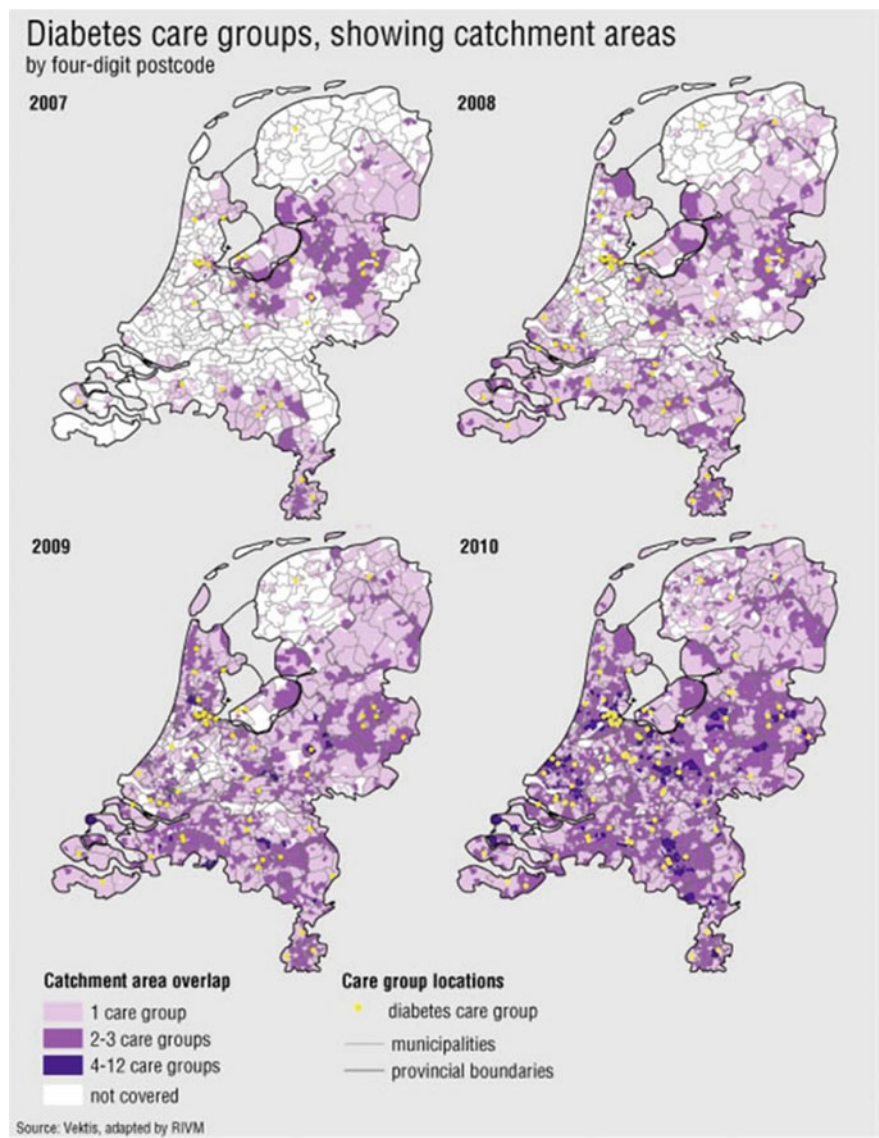 Diabetes care groups, showing catchment areas
by four-digit postcode
2007
2008
2009
2010
Catchment area overlap
1 care group
2-3 care groups
4-12 care groups
not covered
Care group locations
diabetes care group
municipalities
provincial boundaries
Source: Vektis, adapted by RIVM